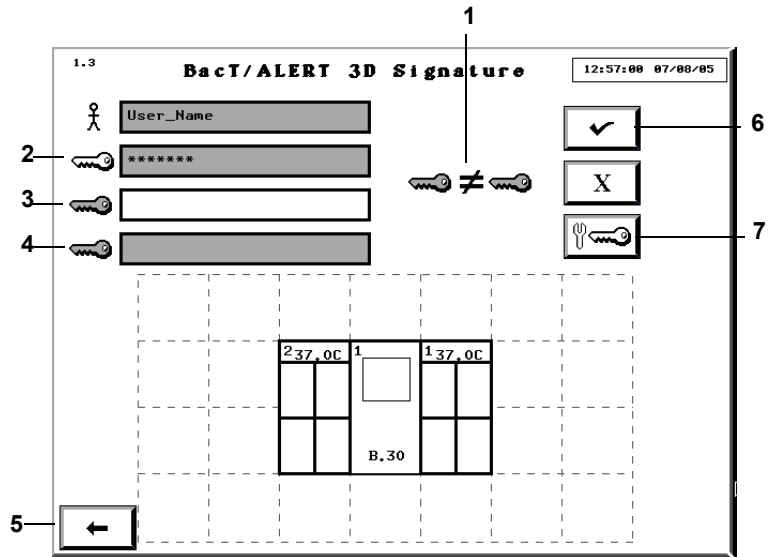 1
1.3
BacT/ALERT 3D Signature
12:57:00 07/08/05
User_Name
6
2
*******
≠
X
3
7
4
2 37.0C
1
1 37.0C
B.30
5